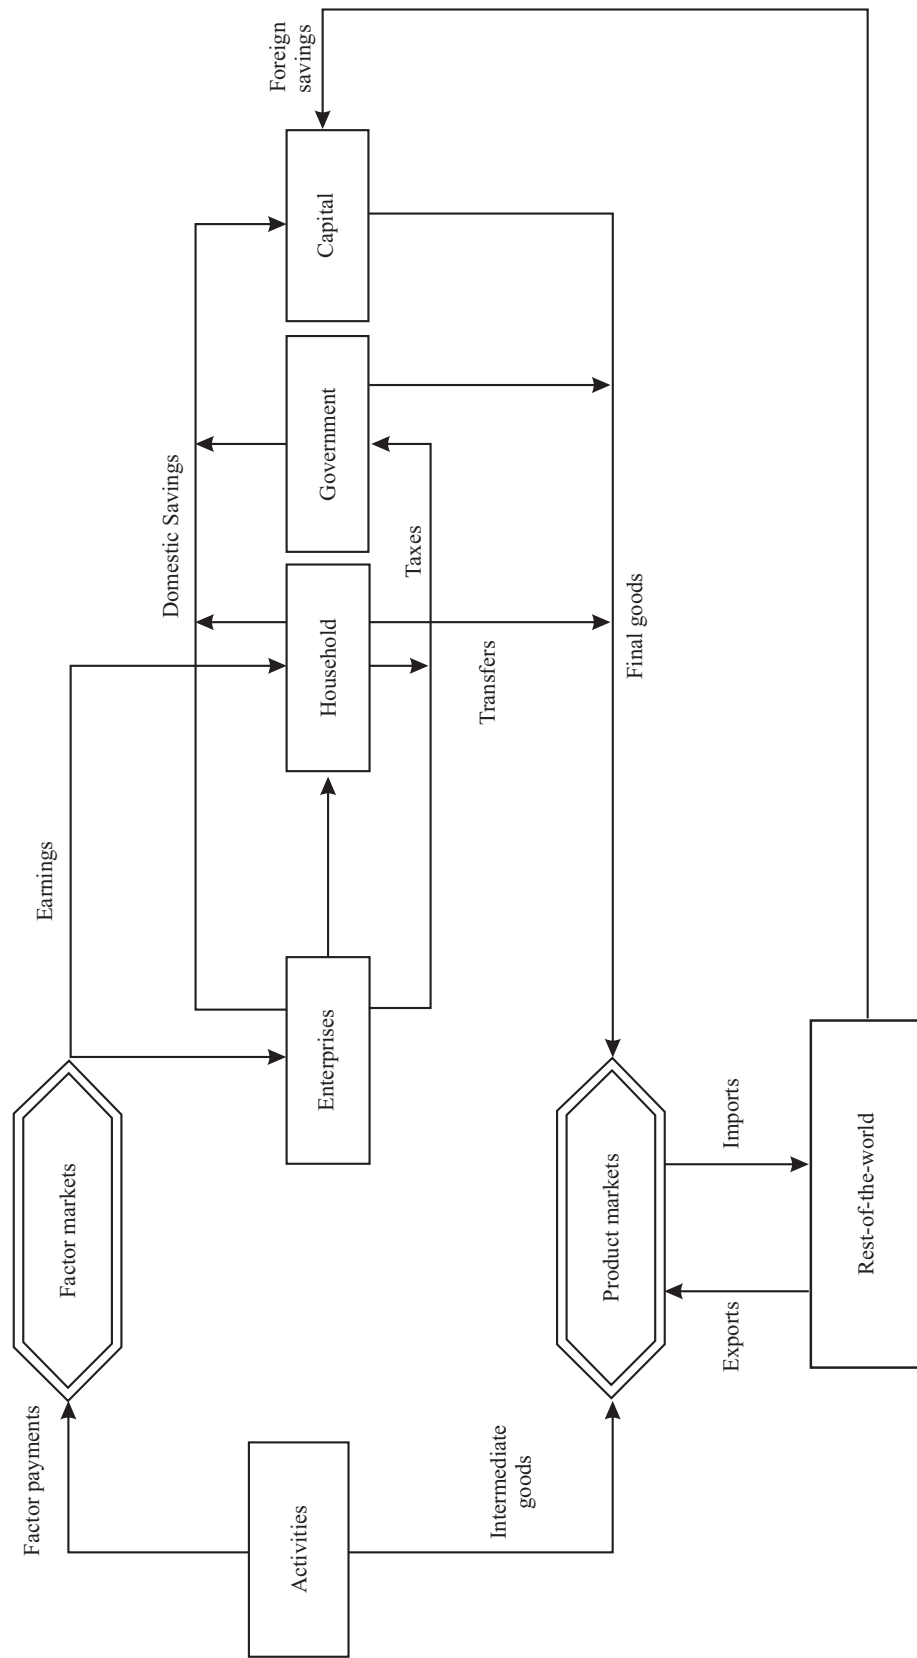 Factor payments
Factor markets
Earnings
Domestic Savings
Foreign
savings
Activities
Enterprises
Household
Government
Capital
Taxes
Transfers
Intermediate
goods
Product markets
Final goods
Exports
Imports
Rest-of-the-world